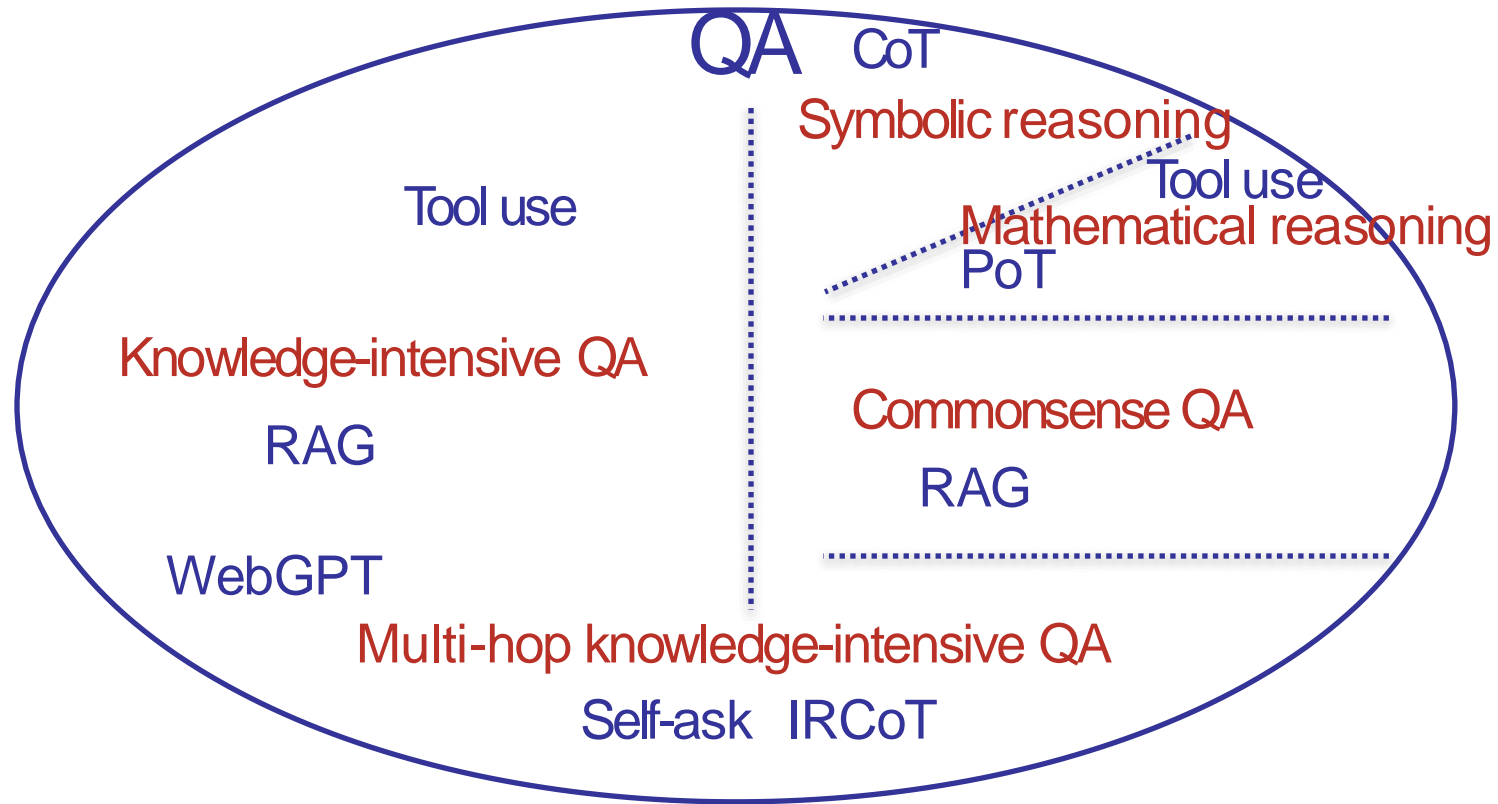 QA CoT
Symbolic reasoning
Tool use
Tool use
Mathematical reasoning
PoT
Knowledge-intensive QA
Commonsense QA
RAG
RAG
WebGPT
Multi-hop knowledge-intensive QA
Self-ask IRCoT